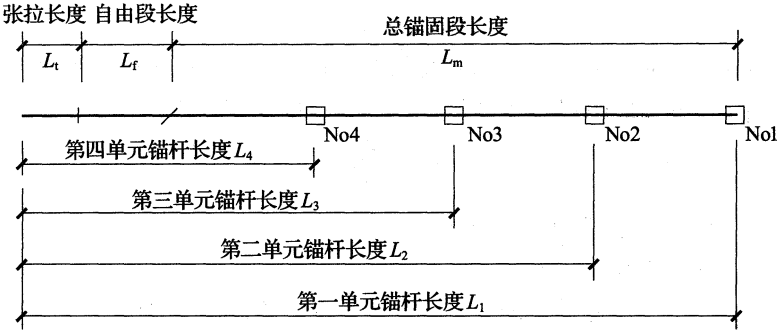 张拉长度 自由段长度 总锚固段长度
Lt Lf Lm
No4 No3 No2 No1
第四单元锚杆长度L4
第三单元锚杆长度L3
第二单元锚杆长度L2
第一单元锚杆长度L1